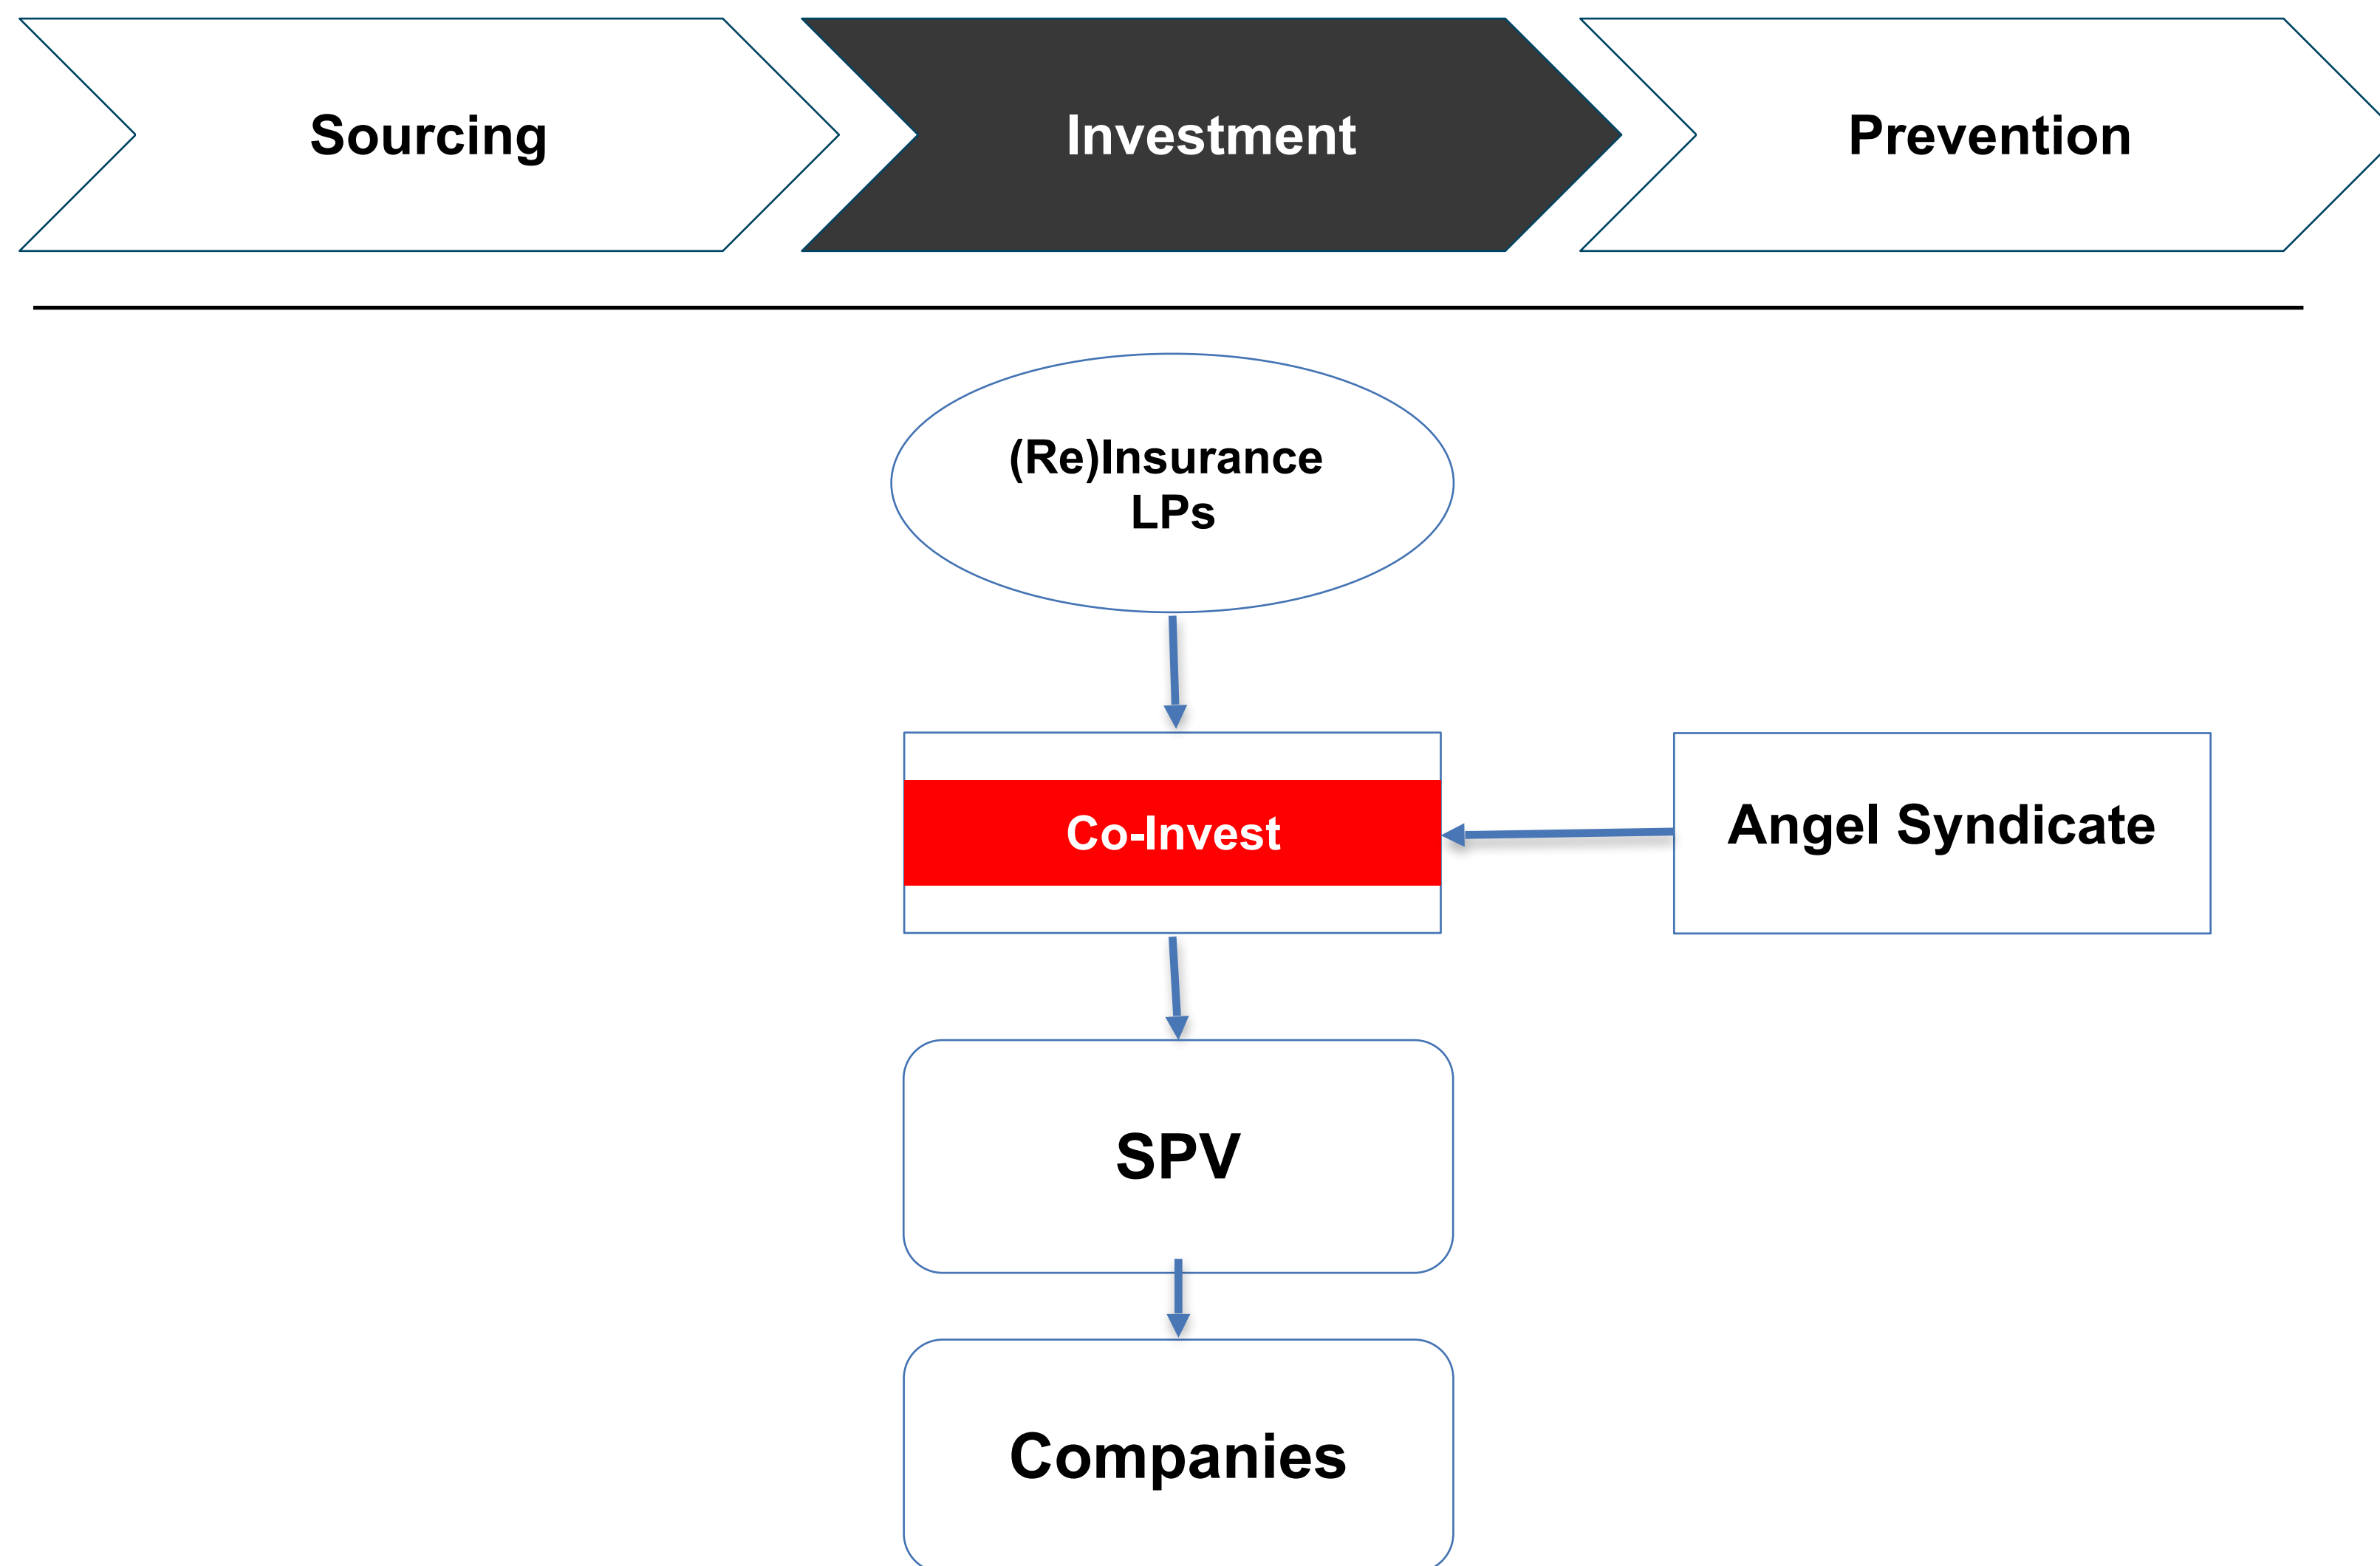 Sourcing
Investment
Prevention
(Re)Insurance
LPs
Co-Invest
Angel Syndicate
SPV
Companies